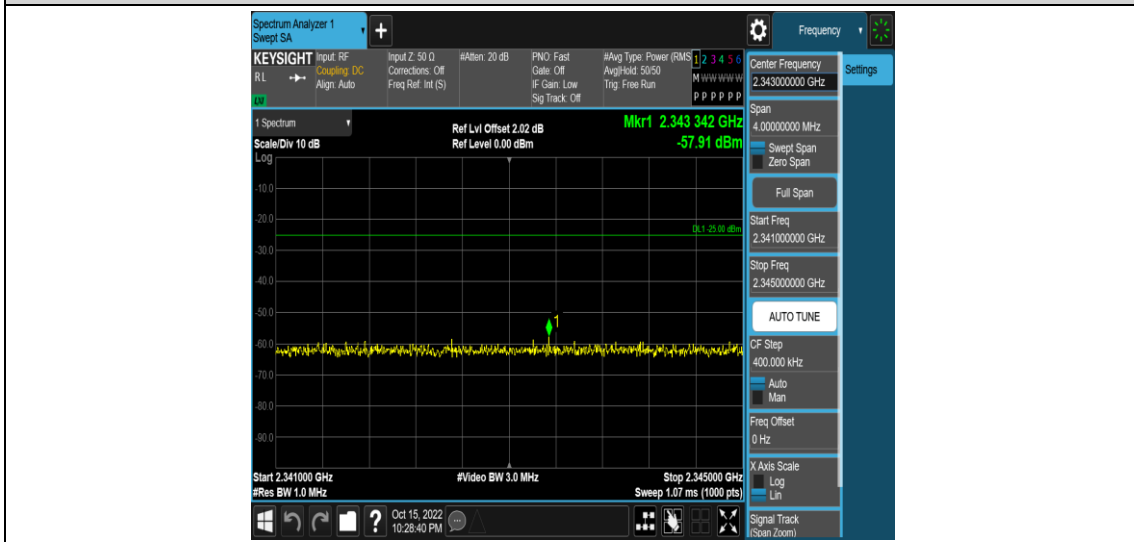 Spectrum Analyzer 1
Swept SA
+
Frequency
KEYSIGHT
RL
LXI
Input: RF
Coupling: DC
Align: Auto
Input Z: 50 Ω
Corrections: Off
Freq Ref: Int (S)
#Atten: 20 dB
PNO: Fast
Gate: Off
IF Gain: Low
Sig Track: Off
#Avg Type: Power (RMS
Avg|Hold: 50/50
Trig: Free Run
1 2 3 4 5 6
M W W W W W
P P P P P P
Center Frequency
2.343000000 GHz
Settings
1 Spectrum
Scale/Div 10 dB
Log
Ref Lvl Offset 2.02 dB
Ref Level 0.00 dBm
Mkr1 2.343 342 GHz
-57.91 dBm
Span
4.00000000 MHz
Swept Span
Zero Span
Full Span
Start Freq
2.341000000 GHz
Stop Freq
2.345000000 GHz
AUTO TUNE
CF Step
400.000 kHz
Auto
Man
Freq Offset
0 Hz
X Axis Scale
Log
Lin
Signal Track
(Span Zoom)
-10.0
-20.0
DL1 -25.00 dBm
-30.0
-40.0
-50.0
1
-60.0
-70.0
-80.0
-90.0
Start 2.341000 GHz
#Video BW 3.0 MHz
Stop 2.345000 GHz
#Res BW 1.0 MHz
Sweep 1.07 ms (1000 pts)
?
Oct 15, 2022
10:28:40 PM